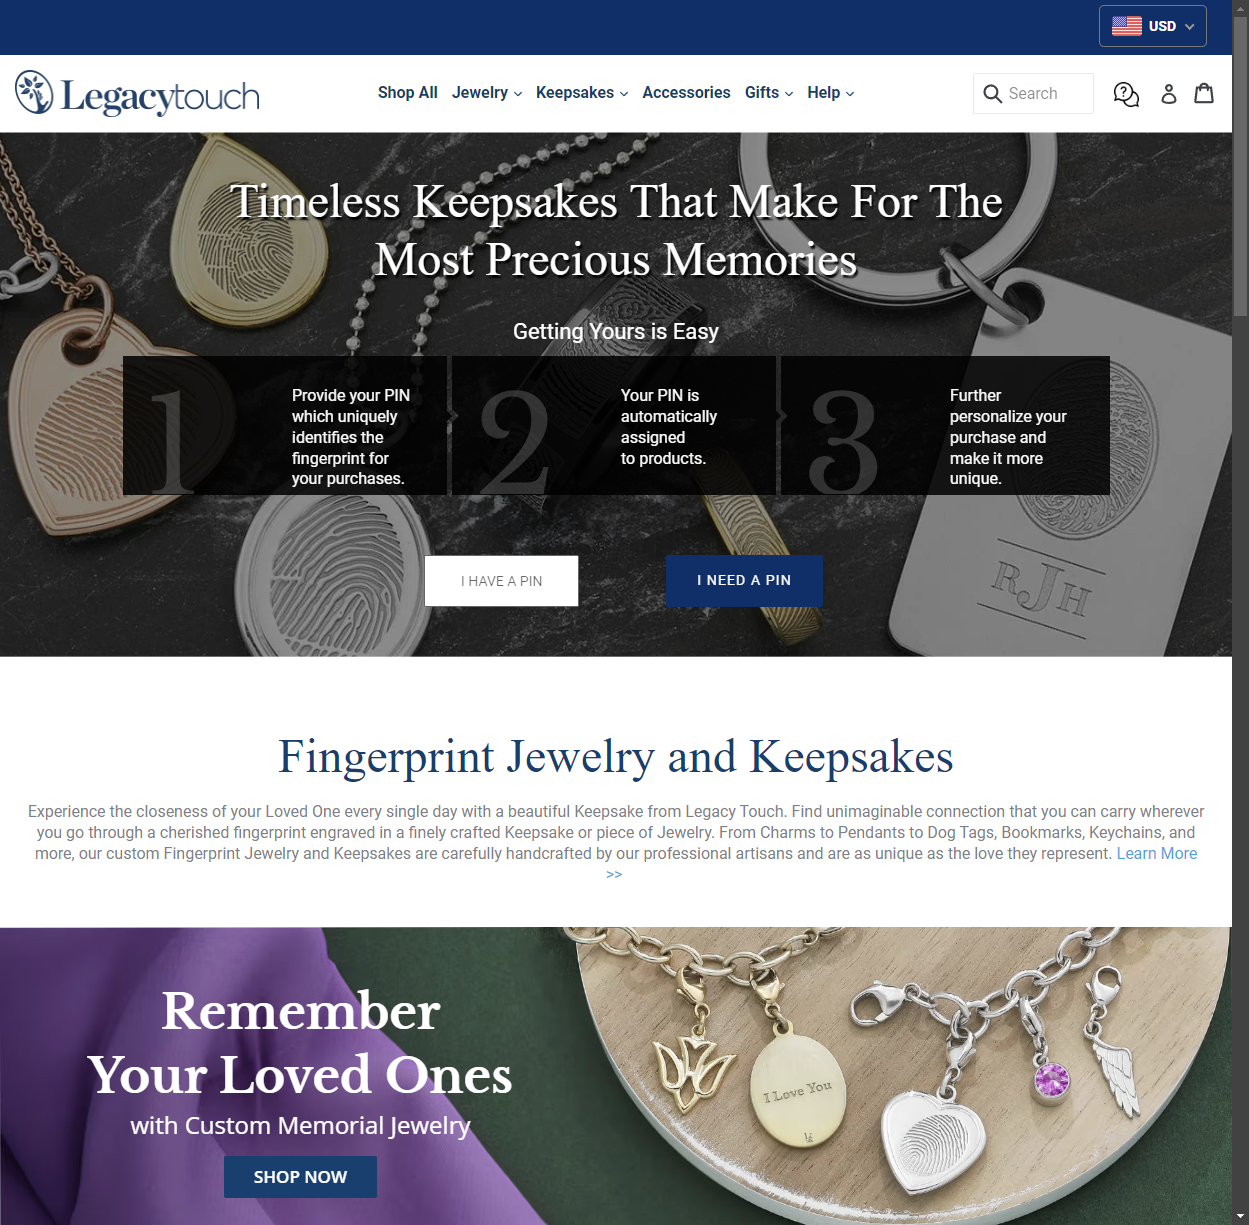 USD
Legacytouch
Shop All Jewelry Keepsakes Accessories Gifts Help
Search
Timeless Keepsakes That Make For The
Most Precious Memories
Getting Yours is Easy
1
Provide your PIN
which uniquely
identifies the
fingerprint for
your purchases.
2
Your PIN is
automatically
assigned
to products.
3
Further
personalize your
purchase and
make it more
unique.
I HAVE A PIN
I NEED A PIN
RJH
Fingerprint Jewelry and Keepsakes
Experience the closeness of your Loved One every single day with a beautiful Keepsake from Legacy Touch. Find unimaginable connection that you can carry wherever
you go through a cherished fingerprint engraved in a finely crafted Keepsake or piece of Jewelry. From Charms to Pendants to Dog Tags, Bookmarks, Keychains, and
more, our custom Fingerprint Jewelry and Keepsakes are carefully handcrafted by our professional artisans and are as unique as the love they represent. Learn More
>>
Remember
Your Loved Ones
with Custom Memorial Jewelry
SHOP NOW
I Love You